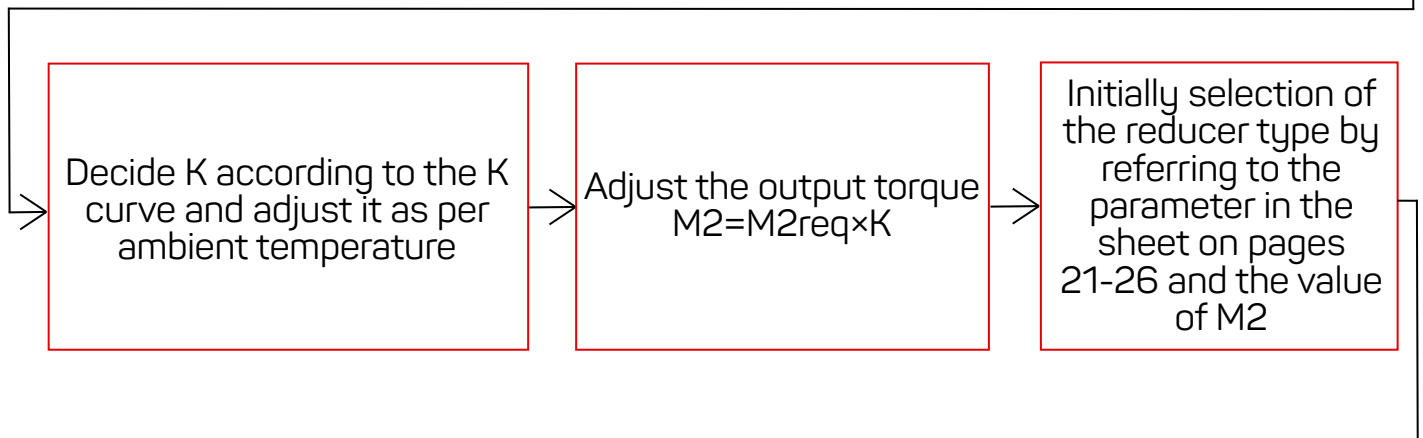 Decide K according to the K
curve and adjust it as per
ambient temperature
Adjust the output torque
M2=M2req×K
Initially selection of
the reducer type by
referring to the
parameter in the
sheet on pages
21-26 and the value
of M2